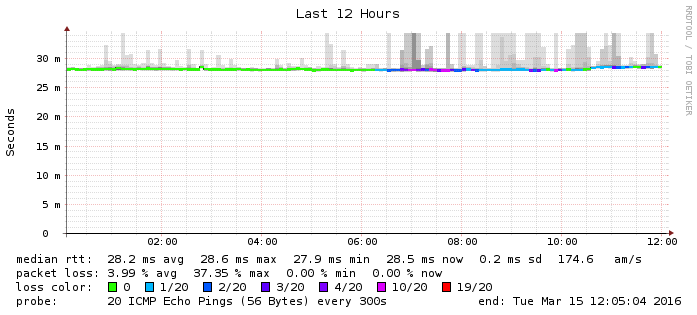 Last 12 Hours
RRDTOOL / TOBI OETIKER
Seconds
30 m
25 m
20 m
15 m
10 m
5 m
0
02:00 04:00 06:00 08:00 10:00 12:00
median rtt: 28.2 ms avg 28.6 ms max 27.9 ms min 28.5 ms now 0.2 ms sd 174.6 am/s
packet loss: 3.99 % avg 37.35 % max 0.00 % min 0.00 % now
loss color: 0 1/20 2/20 3/20 4/20 10/20 19/20
probe: 20 ICMP Echo Pings (56 Bytes) every 300s end: Tue Mar 15 12:05:04 2016